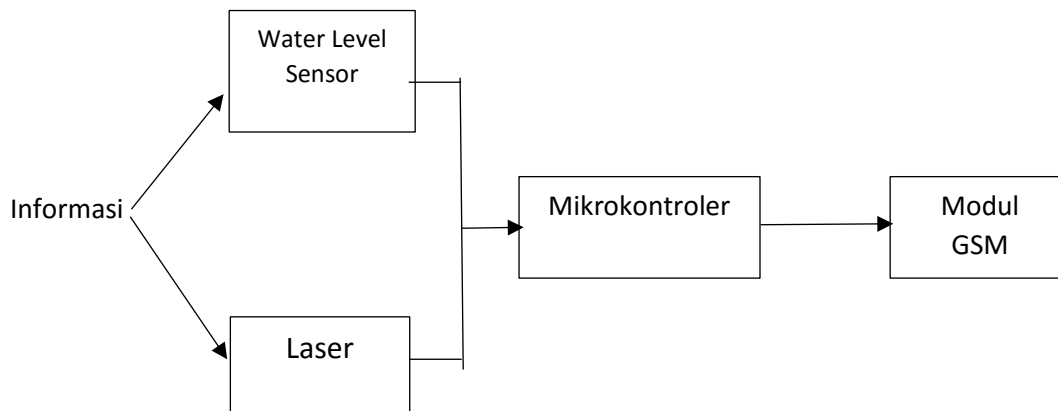 Water Level
Sensor
Informasi
Mikrokontroler
Modul
GSM
Laser